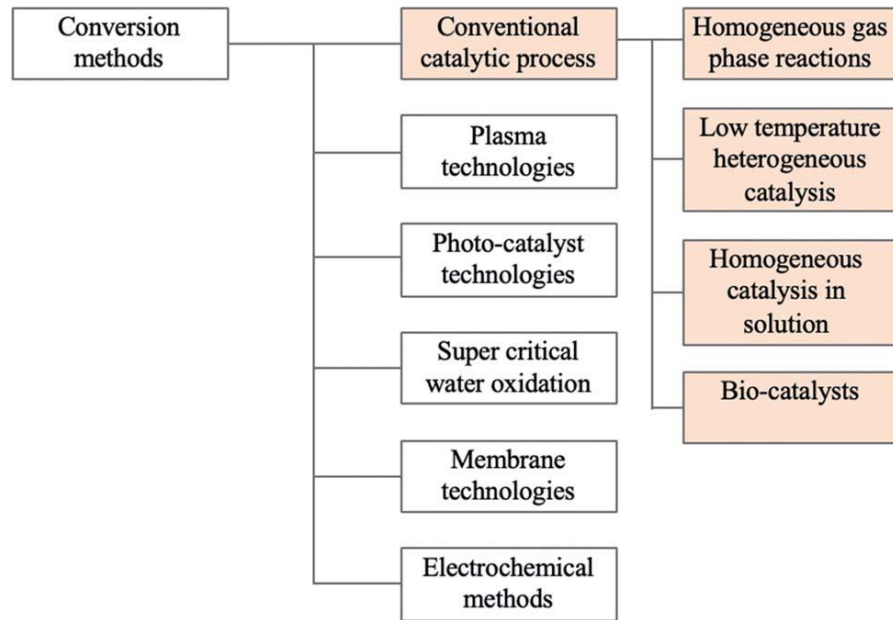 Conversion
methods
Conventional
catalytic process
Plasma
technologies
Photo-catalyst
technologies
Super critical
water oxidation
Membrane
technologies
Electrochemical
methods
Homogeneous gas
phase reactions
Low temperature
heterogeneous
catalysis
Homogeneous
catalysis in
solution
Bio-catalysts